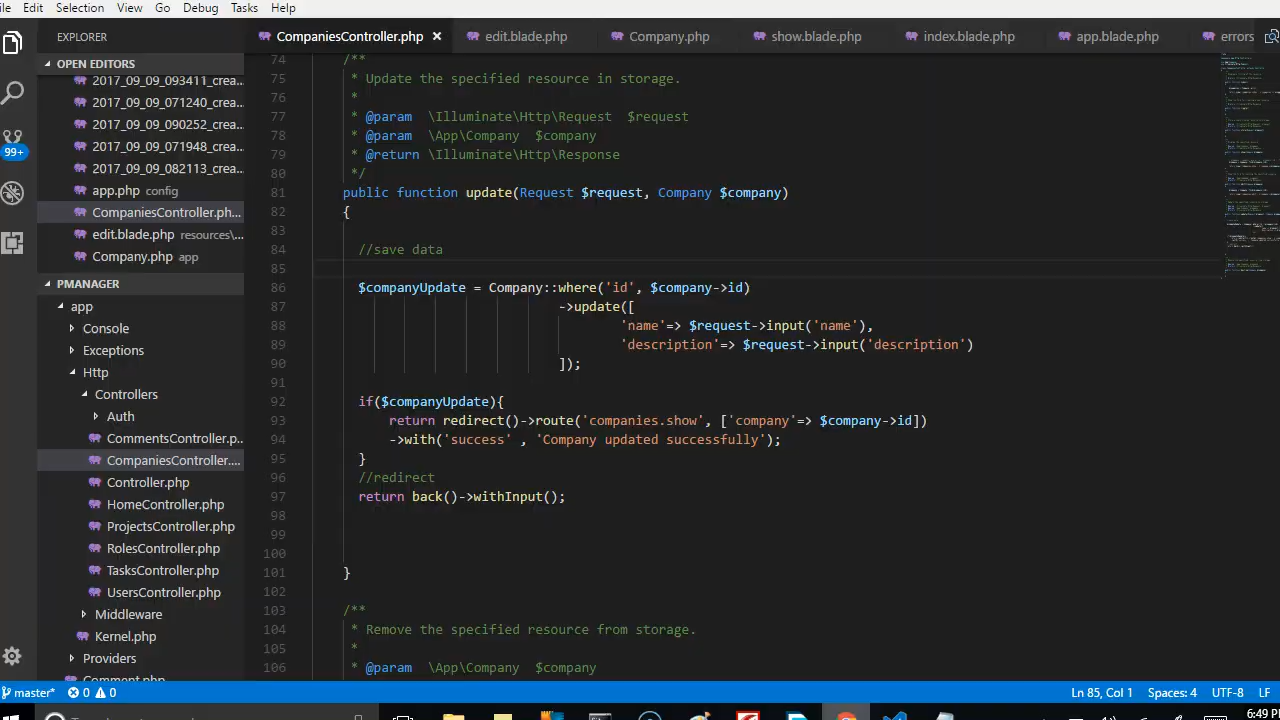 ile Edit Selection View Go Debug Tasks Help
EXPLORER
CompaniesController.php
edit.blade.php
Company.php
show.blade.php
index.blade.php
app.blade.php
errors
OPEN EDITORS
2017_09_09_093411_crea...
2017_09_09_071240_crea...
2017_09_09_090252_crea...
2017_09_09_071948_crea...
2017_09_09_082113_crea...
app.php config
CompaniesController.ph...
edit.blade.php resources\...
Company.php app
PMANAGER
app
Console
Exceptions
Http
Controllers
Auth
CommentsController.p...
CompaniesController....
Controller.php
HomeController.php
ProjectsController.php
RolesController.php
TasksController.php
UsersController.php
Middleware
Kernel.php
Providers
Comment.php
99+
74 /**
75 * Update the specified resource in storage.
76 *
77 * @param \Illuminate\Http\Request $request
78 * @param \App\Company $company
79 * @return \Illuminate\Http\Response
80 */
81 public function update(Request $request, Company $company)
82 {
83
84 //save data
85
86 $companyUpdate = Company::where('id', $company->id)
87 ->update([
88 'name'=> $request->input('name'),
89 'description'=> $request->input('description')
90 ]);
91
92 if($companyUpdate){
93 return redirect()->route('companies.show', ['company'=> $company->id])
94 ->with('success' , 'Company updated successfully');
95 }
96 //redirect
97 return back()->withInput();
98
99
100
101 }
102
103 /**
104 * Remove the specified resource from storage.
105 *
106 * @param \App\Company $company
master* 0 0 Ln 85, Col 1 Spaces: 4 UTF-8 LF
6:49 P